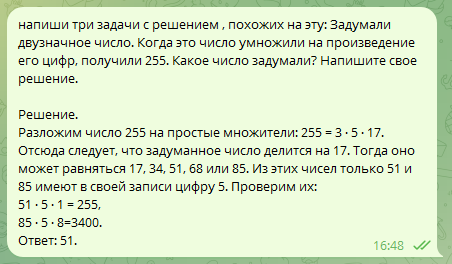 напиши три задачи с решением , похожих на эту: Задумали
двузначное число. Когда это число умножили на произведение
его цифр, получили 255. Какое число задумали? Напишите свое
решение.
Решение.
Разложим число 255 на простые множители: 255 = 3 · 5 · 17.
Отсюда следует, что задуманное число делится на 17. Тогда оно
может равняться 17, 34, 51, 68 или 85. Из этих чисел только 51 и
85 имеют в своей записи цифру 5. Проверим их:
51 · 5 · 1 = 255,
85 · 5 · 8=3400.
Ответ: 51.
16:48